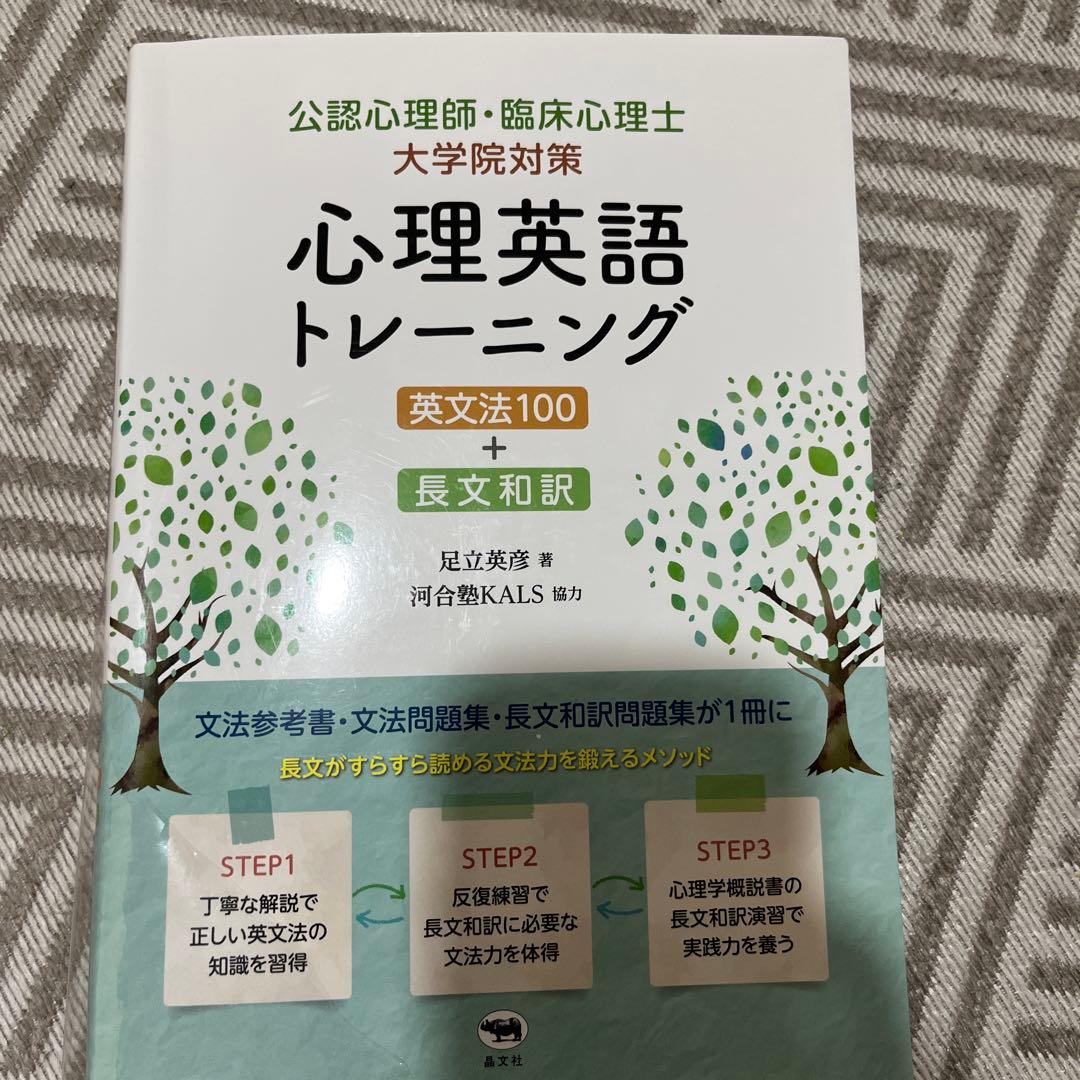 公認心理師・臨床心理士
大学院対策
心理英語
トレーニング
英文法100
+
長文和訳
足立英彦 著
河合塾KALS 協力
文法参考書・文法問題集・長文和訳問題集が1冊に
長文がすらすら読める文法力を鍛えるメソッド
STEP1
丁寧な解説で
正しい英文法の
知識を習得
STEP2
反復練習で
長文和訳に必要な
文法力を体得
STEP3
心理学概説書の
長文和訳演習で
実践力を養う
晶文社